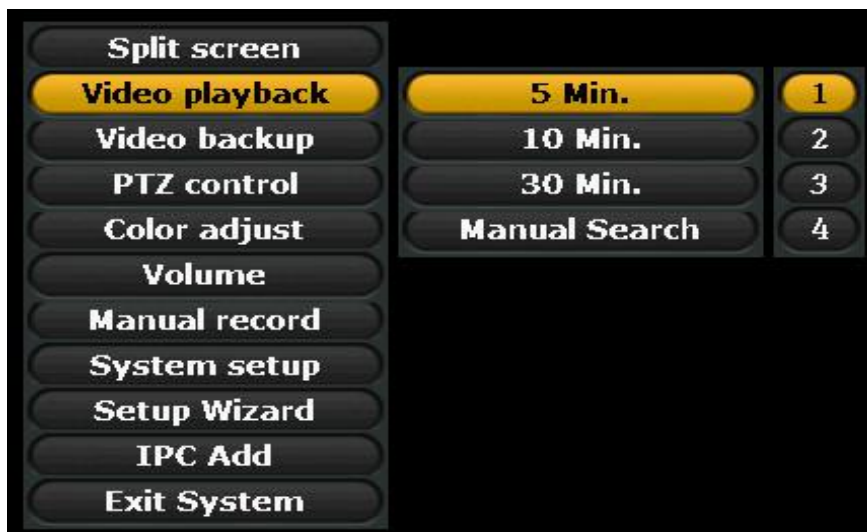 Split screen
Video playback 5 Min. 1
Video backup 10 Min. 2
PTZ control 30 Min. 3
Color adjust Manual Search 4
Volume
Manual record
System setup
Setup Wizard
IPC Add
Exit System